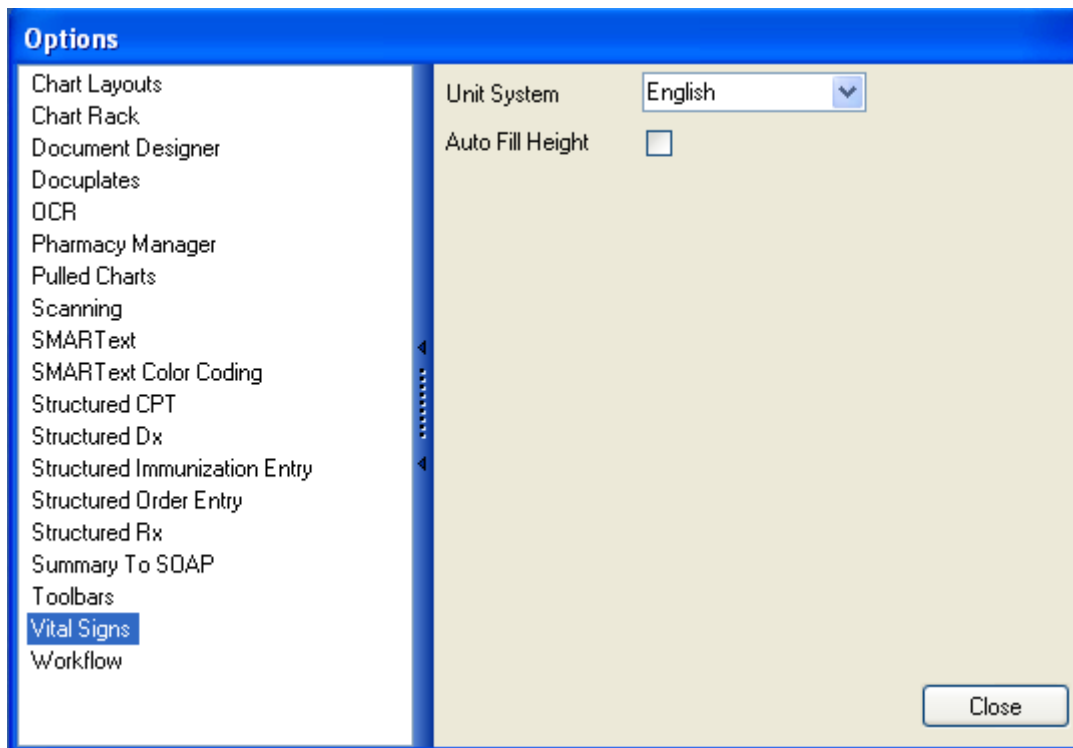 Options
Chart Layouts
Chart Rack
Document Designer
Docuplates
OCR
Pharmacy Manager
Pulled Charts
Scanning
SMARText
SMARText Color Coding
Structured CPT
Structured Dx
Structured Immunization Entry
Structured Order Entry
Structured Rx
Summary To SOAP
Toolbars
Vital Signs
Workflow
Unit System English
Auto Fill Height
Close